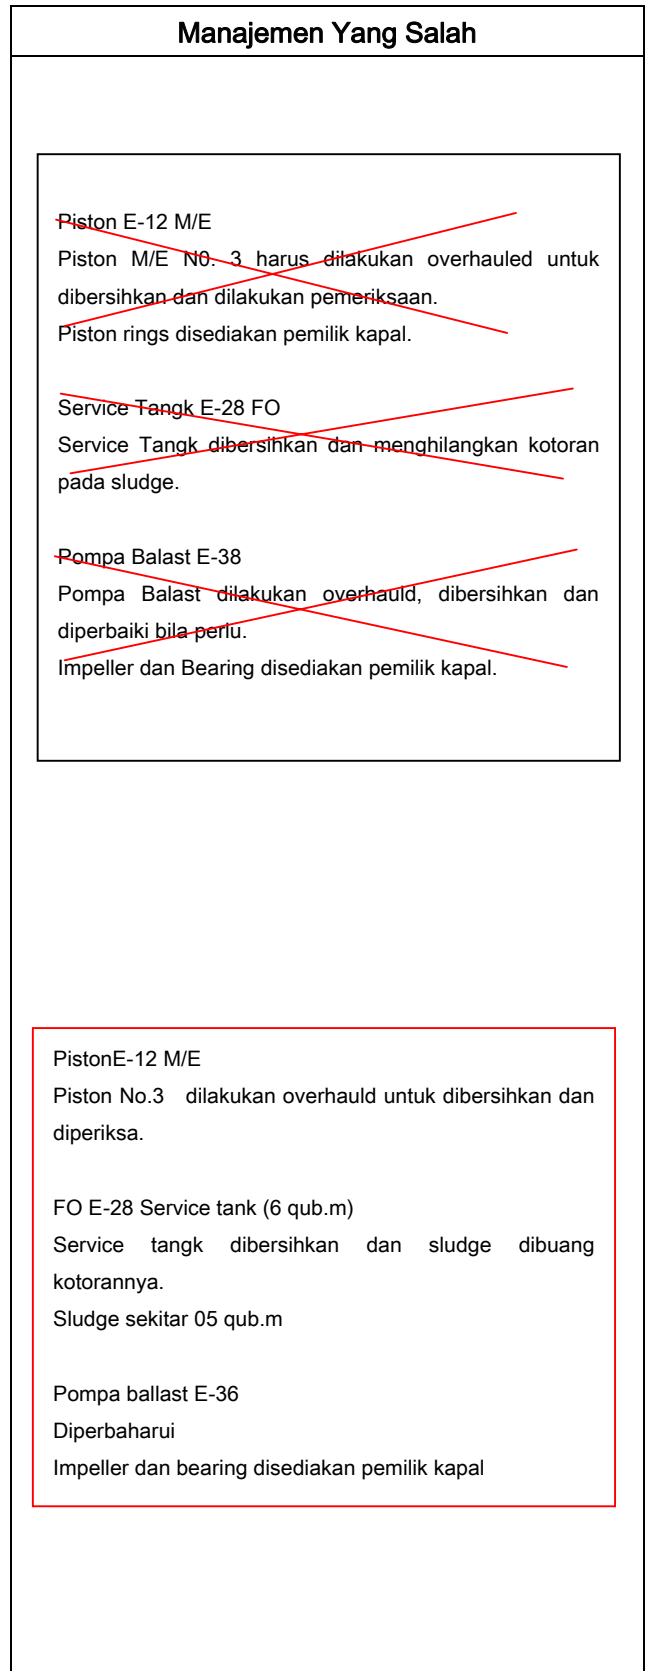 Manajemen Yang Salah
Piston E-12 M/E
Piston M/E N0. 3 harus dilakukan overhauled untuk
dibersihkan dan dilakukan pemeriksaan.
Piston rings disediakan pemilik kapal.
Service Tangk E-28 FO
Service Tangk dibersihkan dan menghilangkan kotoran
pada sludge.
Pompa Balast E-38
Pompa Balast dilakukan overhauld, dibersihkan dan
diperbaiki bila perlu.
Impeller dan Bearing disediakan pemilik kapal.
PistonE-12 M/E
Piston No.3 dilakukan overhauld untuk dibersihkan dan
diperiksa.
FO E-28 Service tank (6 qub.m)
Service tangk dibersihkan dan sludge dibuang
kotorannya.
Sludge sekitar 05 qub.m
Pompa ballast E-36
Diperbaharui
Impeller dan bearing disediakan pemilik kapal